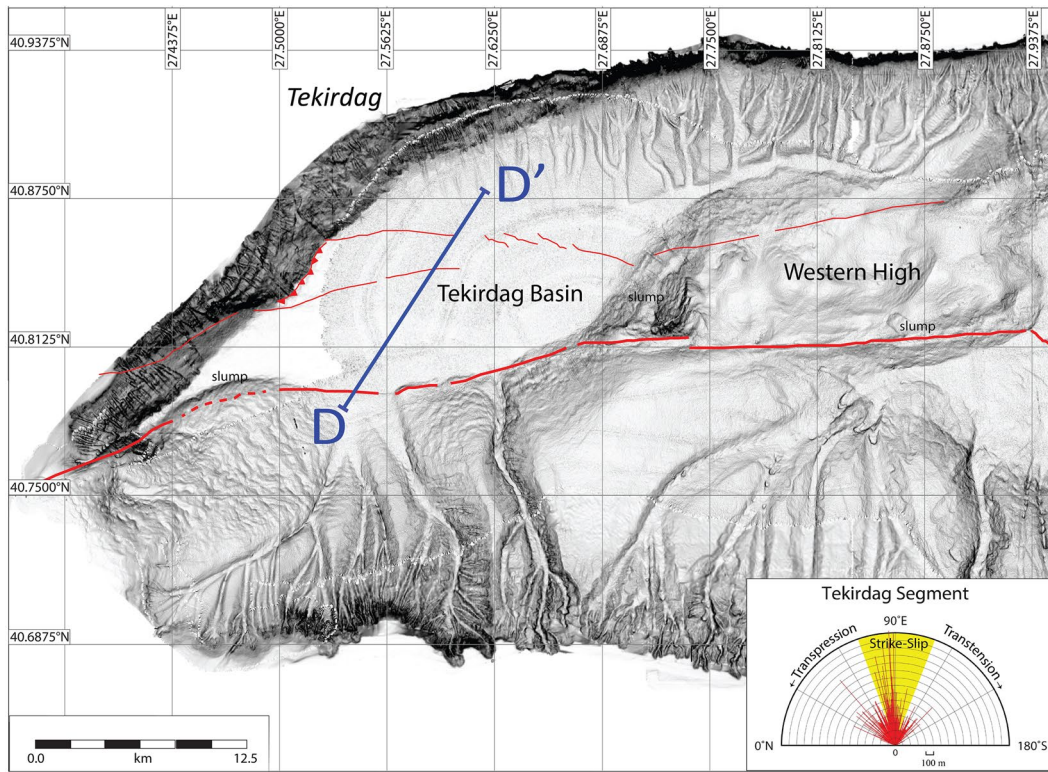 27.4375°E
27.5000°E
27.5625°E
27.6250°E
27.6875°E
27.7500°E
27.8125°E
27.8750°E
27.9375°E
40.9375°N
Tekirdag
D’
40.8750°N
Western High
Tekirdag Basin
slump
slump
40.8125°N
slump
D
40.7500°N
40.6875°N
Tekirdag Segment
90˚E
Strike-Slip
←Transpression
Transtension→
0˚N
180˚S
0
100 m
0.0
km
12.5